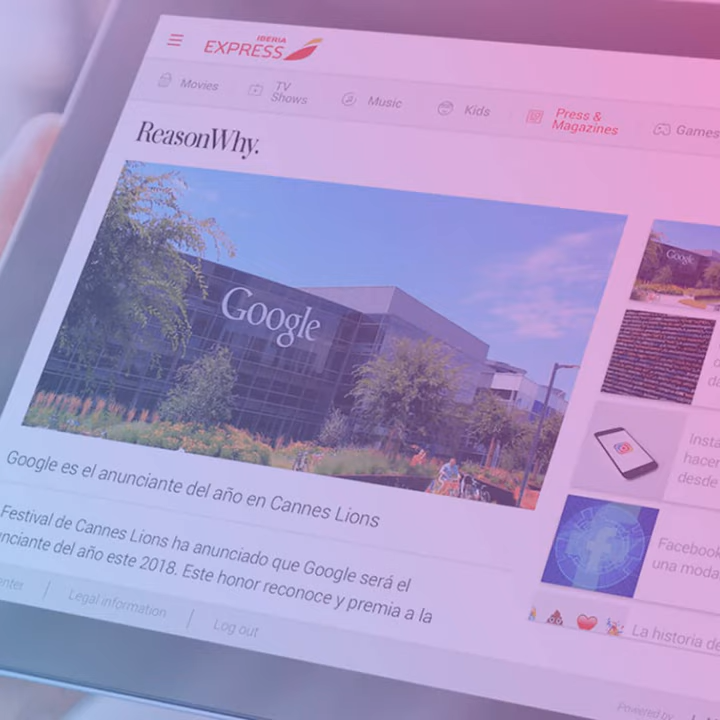 IBERIA
EXPRESS
Movies
TV
Shows
Music
Kids
Press &
Magazines
Games
ReasonWhy.
Google
Google
Google es el anunciante del año en Cannes Lions
Festival de Cannes Lions ha anunciado que Google será el
nciante del año este 2018. Este honor reconoce y premia a la
Insta
hacer
desde
Facebook
una moda
La historia de
enter
Legal information
Log out
Powered by